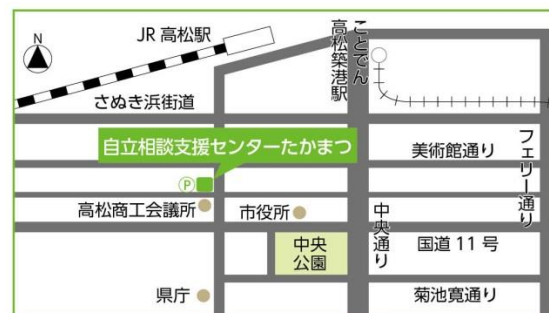 N
JR 高松駅
ことでん
高松築港駅
さぬき浜街道
自立相談支援センターたかまつ
美術館通り
フェリー通り
P
高松商工会議所
市役所
中央通り
中央
公園
国道 11 号
県庁
菊池寛通り